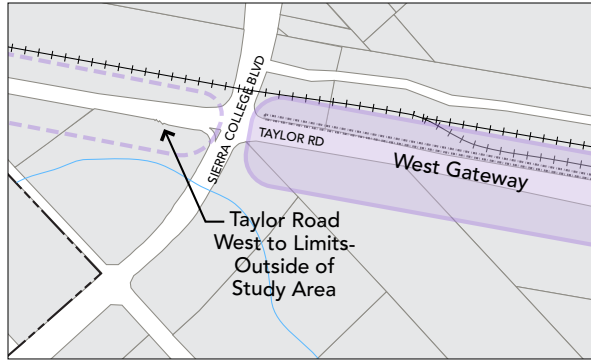 SIERRA COLLEGE BLVD
TAYLOR RD
West Gateway
Taylor Road
West to Limits-
Outside of
Study Area